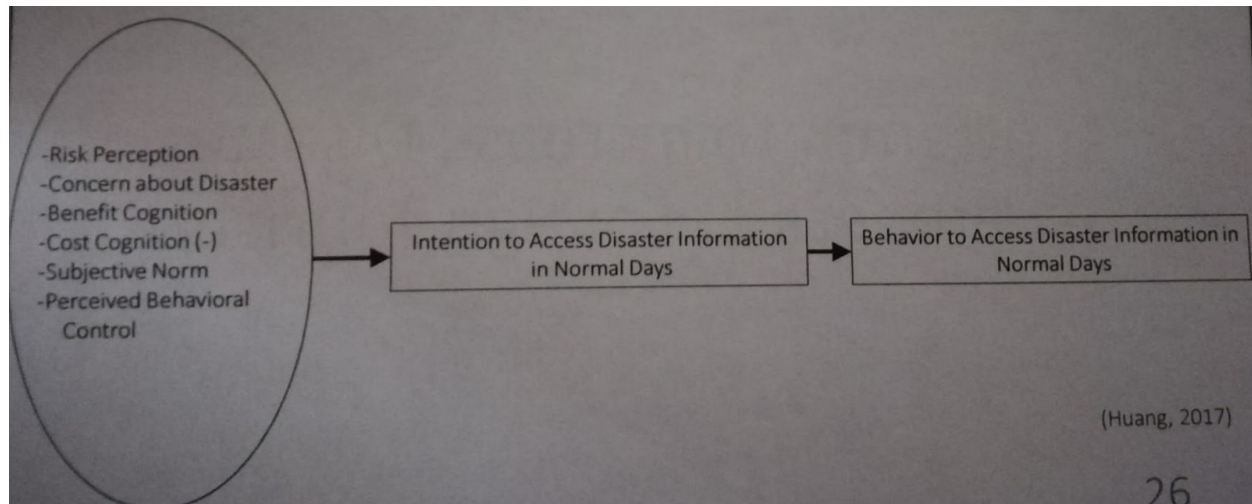 -Risk Perception
-Concern about Disaster
-Benefit Cognition
-Cost Cognition (-)
-Subjective Norm
-Perceived Behavioral
Control
Intention to Access Disaster Information
in Normal Days
Behavior to Access Disaster Information in
Normal Days
(Huang, 2017)
26